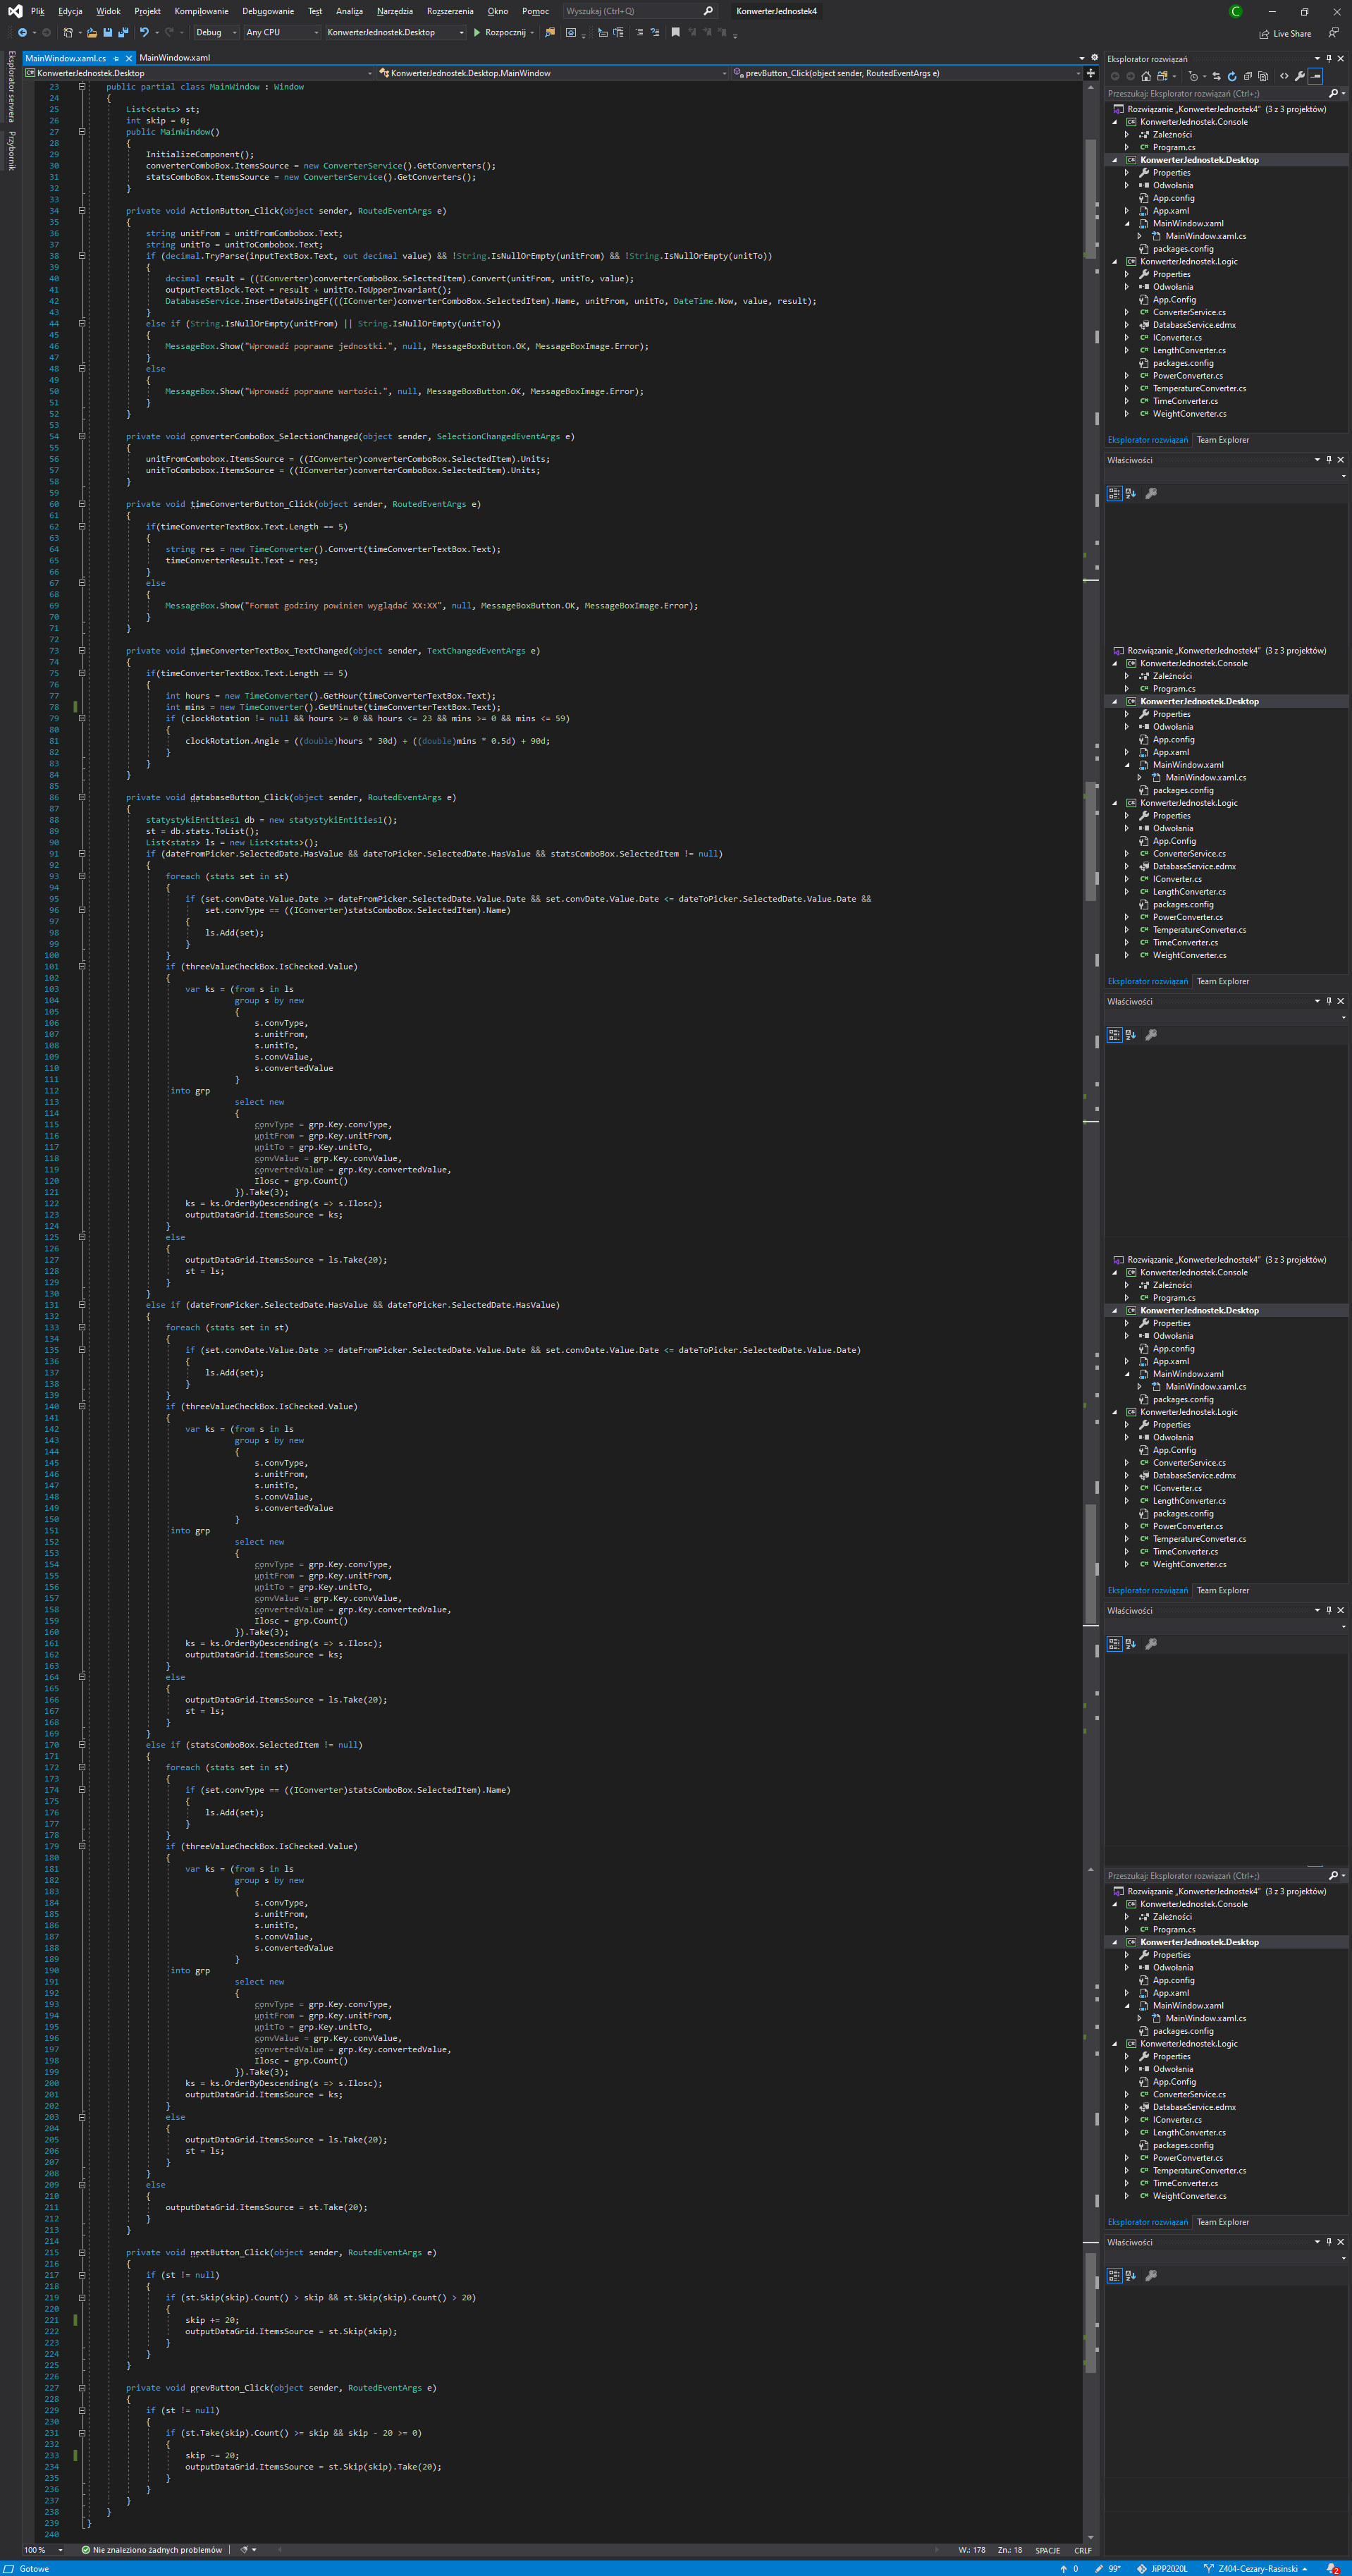 Plik Edycja Widok Projekt Kompilowanie Debugowanie Test Analiza Narzędzia Rozszerzenia Okno Pomoc Wyszukaj (Ctrl+Q) KonwerterJednostek4 C
Debug Any CPU KonwerterJednostek.Desktop Rozpocznij Live Share
Eksplorator serwera
Przybornik
MainWindow.xaml.cs MainWindow.xaml
KonwerterJednostek.Desktop KonwerterJednostek.Desktop.MainWindow prevButton_Click(object sender, RoutedEventArgs e)
23 public partial class MainWindow : Window
24 {
25 List<stats> st;
26 int skip = 0;
27 public MainWindow()
28 {
29 InitializeComponent();
30 converterComboBox.ItemsSource = new ConverterService().GetConverters();
31 statsComboBox.ItemsSource = new ConverterService().GetConverters();
32 }
33
34 private void ActionButton_Click(object sender, RoutedEventArgs e)
35 {
36 string unitFrom = unitFromCombobox.Text;
37 string unitTo = unitToCombobox.Text;
38 if (decimal.TryParse(inputTextBox.Text, out decimal value) && !String.IsNullOrEmpty(unitFrom) && !String.IsNullOrEmpty(unitTo))
39 {
40 decimal result = ((IConverter)converterComboBox.SelectedItem).Convert(unitFrom, unitTo, value);
41 outputTextBlock.Text = result + unitTo.ToUpperInvariant();
42 DatabaseService.InsertDataUsingEF(((IConverter)converterComboBox.SelectedItem).Name, unitFrom, unitTo, DateTime.Now, value, result);
43 }
44 else if (String.IsNullOrEmpty(unitFrom) || String.IsNullOrEmpty(unitTo))
45 {
46 MessageBox.Show("Wprowadź poprawne jednostki.", null, MessageBoxButton.OK, MessageBoxImage.Error);
47 }
48 else
49 {
50 MessageBox.Show("Wprowadź poprawne wartości.", null, MessageBoxButton.OK, MessageBoxImage.Error);
51 }
52 }
53
54 private void converterComboBox_SelectionChanged(object sender, SelectionChangedEventArgs e)
55 {
56 unitFromCombobox.ItemsSource = ((IConverter)converterComboBox.SelectedItem).Units;
57 unitToCombobox.ItemsSource = ((IConverter)converterComboBox.SelectedItem).Units;
58 }
59
60 private void timeConverterButton_Click(object sender, RoutedEventArgs e)
61 {
62 if(timeConverterTextBox.Text.Length == 5)
63 {
64 string res = new TimeConverter().Convert(timeConverterTextBox.Text);
65 timeConverterResult.Text = res;
66 }
67 else
68 {
69 MessageBox.Show("Format godziny powinien wyglądać XX:XX", null, MessageBoxButton.OK, MessageBoxImage.Error);
70 }
71 }
72
73 private void timeConverterTextBox_TextChanged(object sender, TextChangedEventArgs e)
74 {
75 if(timeConverterTextBox.Text.Length == 5)
76 {
77 int hours = new TimeConverter().GetHour(timeConverterTextBox.Text);
78 int mins = new TimeConverter().GetMinute(timeConverterTextBox.Text);
79 if (clockRotation != null && hours >= 0 && hours <= 23 && mins >= 0 && mins <= 59)
80 {
81 clockRotation.Angle = ((double)hours * 30d) + ((double)mins * 0.5d) + 90d;
82 }
83 }
84 }
85
86 private void databaseButton_Click(object sender, RoutedEventArgs e)
87 {
88 statystykiEntities1 db = new statystykiEntities1();
89 st = db.stats.ToList();
90 List<stats> ls = new List<stats>();
91 if (dateFromPicker.SelectedDate.HasValue && dateToPicker.SelectedDate.HasValue && statsComboBox.SelectedItem != null)
92 {
93 foreach (stats set in st)
94 {
95 if (set.convDate.Value.Date >= dateFromPicker.SelectedDate.Value.Date && set.convDate.Value.Date <= dateToPicker.SelectedDate.Value.Date &&
96 set.convType == ((IConverter)statsComboBox.SelectedItem).Name)
97 {
98 ls.Add(set);
99 }
100 }
101 if (threeValueCheckBox.IsChecked.Value)
102 {
103 var ks = (from s in ls
104 group s by new
105 {
106 s.convType,
107 s.unitFrom,
108 s.unitTo,
109 s.convValue,
110 s.convertedValue
111 }
112 into grp
113 select new
114 {
115 convType = grp.Key.convType,
116 unitFrom = grp.Key.unitFrom,
117 unitTo = grp.Key.unitTo,
118 convValue = grp.Key.convValue,
119 convertedValue = grp.Key.convertedValue,
120 Ilosc = grp.Count()
121 }).Take(3);
122 ks = ks.OrderByDescending(s => s.Ilosc);
123 outputDataGrid.ItemsSource = ks;
124 }
125 else
126 {
127 outputDataGrid.ItemsSource = ls.Take(20);
128 st = ls;
129 }
130 }
131 else if (dateFromPicker.SelectedDate.HasValue && dateToPicker.SelectedDate.HasValue)
132 {
133 foreach (stats set in st)
134 {
135 if (set.convDate.Value.Date >= dateFromPicker.SelectedDate.Value.Date && set.convDate.Value.Date <= dateToPicker.SelectedDate.Value.Date)
136 {
137 ls.Add(set);
138 }
139 }
140 if (threeValueCheckBox.IsChecked.Value)
141 {
142 var ks = (from s in ls
143 group s by new
144 {
145 s.convType,
146 s.unitFrom,
147 s.unitTo,
148 s.convValue,
149 s.convertedValue
150 }
151 into grp
152 select new
153 {
154 convType = grp.Key.convType,
155 unitFrom = grp.Key.unitFrom,
156 unitTo = grp.Key.unitTo,
157 convValue = grp.Key.convValue,
158 convertedValue = grp.Key.convertedValue,
159 Ilosc = grp.Count()
160 }).Take(3);
161 ks = ks.OrderByDescending(s => s.Ilosc);
162 outputDataGrid.ItemsSource = ks;
163 }
164 else
165 {
166 outputDataGrid.ItemsSource = ls.Take(20);
167 st = ls;
168 }
169 }
170 else if (statsComboBox.SelectedItem != null)
171 {
172 foreach (stats set in st)
173 {
174 if (set.convType == ((IConverter)statsComboBox.SelectedItem).Name)
175 {
176 ls.Add(set);
177 }
178 }
179 if (threeValueCheckBox.IsChecked.Value)
180 {
181 var ks = (from s in ls
182 group s by new
183 {
184 s.convType,
185 s.unitFrom,
186 s.unitTo,
187 s.convValue,
188 s.convertedValue
189 }
190 into grp
191 select new
192 {
193 convType = grp.Key.convType,
194 unitFrom = grp.Key.unitFrom,
195 unitTo = grp.Key.unitTo,
196 convValue = grp.Key.convValue,
197 convertedValue = grp.Key.convertedValue,
198 Ilosc = grp.Count()
199 }).Take(3);
200 ks = ks.OrderByDescending(s => s.Ilosc);
201 outputDataGrid.ItemsSource = ks;
202 }
203 else
204 {
205 outputDataGrid.ItemsSource = ls.Take(20);
206 st = ls;
207 }
208 }
209 else
210 {
211 outputDataGrid.ItemsSource = st.Take(20);
212 }
213 }
214
215 private void nextButton_Click(object sender, RoutedEventArgs e)
216 {
217 if (st != null)
218 {
219 if (st.Skip(skip).Count() > skip && st.Skip(skip).Count() > 20)
220 {
221 skip += 20;
222 outputDataGrid.ItemsSource = st.Skip(skip);
223 }
224 }
225 }
226
227 private void prevButton_Click(object sender, RoutedEventArgs e)
228 {
229 if (st != null)
230 {
231 if (st.Take(skip).Count() >= skip && skip - 20 >= 0)
232 {
233 skip -= 20;
234 outputDataGrid.ItemsSource = st.Skip(skip).Take(20);
235 }
236 }
237 }
238 }
239 }
240
100 % Nie znaleziono żadnych problemów W.: 178 Zn.: 18 SPACJE CRLF
Eksplorator rozwiązań
Przeszukaj: Eksplorator rozwiązań (Ctrl+;)
Rozwiązanie „KonwerterJednostek4" (3 z 3 projektów)
KonwerterJednostek.Console
Zależności
Program.cs
KonwerterJednostek.Desktop
Properties
Odwołania
App.config
App.xaml
MainWindow.xaml
MainWindow.xaml.cs
packages.config
KonwerterJednostek.Logic
Properties
Odwołania
App.Config
ConverterService.cs
DatabaseService.edmx
IConverter.cs
LengthConverter.cs
packages.config
PowerConverter.cs
TemperatureConverter.cs
TimeConverter.cs
WeightConverter.cs
Eksplorator rozwiązań Team Explorer
Właściwości
Rozwiązanie „KonwerterJednostek4" (3 z 3 projektów)
KonwerterJednostek.Console
Zależności
Program.cs
KonwerterJednostek.Desktop
Properties
Odwołania
App.config
App.xaml
MainWindow.xaml
MainWindow.xaml.cs
packages.config
KonwerterJednostek.Logic
Properties
Odwołania
App.Config
ConverterService.cs
DatabaseService.edmx
IConverter.cs
LengthConverter.cs
packages.config
PowerConverter.cs
TemperatureConverter.cs
TimeConverter.cs
WeightConverter.cs
Eksplorator rozwiązań Team Explorer
Właściwości
Rozwiązanie „KonwerterJednostek4" (3 z 3 projektów)
KonwerterJednostek.Console
Zależności
Program.cs
KonwerterJednostek.Desktop
Properties
Odwołania
App.config
App.xaml
MainWindow.xaml
MainWindow.xaml.cs
packages.config
KonwerterJednostek.Logic
Properties
Odwołania
App.Config
ConverterService.cs
DatabaseService.edmx
IConverter.cs
LengthConverter.cs
packages.config
PowerConverter.cs
TemperatureConverter.cs
TimeConverter.cs
WeightConverter.cs
Eksplorator rozwiązań Team Explorer
Właściwości
Przeszukaj: Eksplorator rozwiązań (Ctrl+;)
Rozwiązanie „KonwerterJednostek4" (3 z 3 projektów)
KonwerterJednostek.Console
Zależności
Program.cs
KonwerterJednostek.Desktop
Properties
Odwołania
App.config
App.xaml
MainWindow.xaml
MainWindow.xaml.cs
packages.config
KonwerterJednostek.Logic
Properties
Odwołania
App.Config
ConverterService.cs
DatabaseService.edmx
IConverter.cs
LengthConverter.cs
packages.config
PowerConverter.cs
TemperatureConverter.cs
TimeConverter.cs
WeightConverter.cs
Eksplorator rozwiązań Team Explorer
Właściwości
Gotowe 0 99* JiPP2020L Z404-Cezary-Rasinski 2